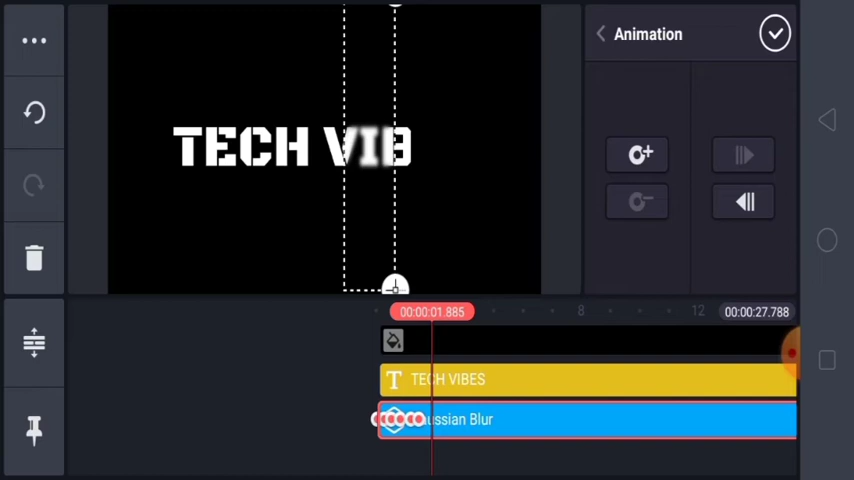 Animation
TECH VIB
00:00:01.885
8
12
00:00:27.788
T TECH VIBES
ussian Blur